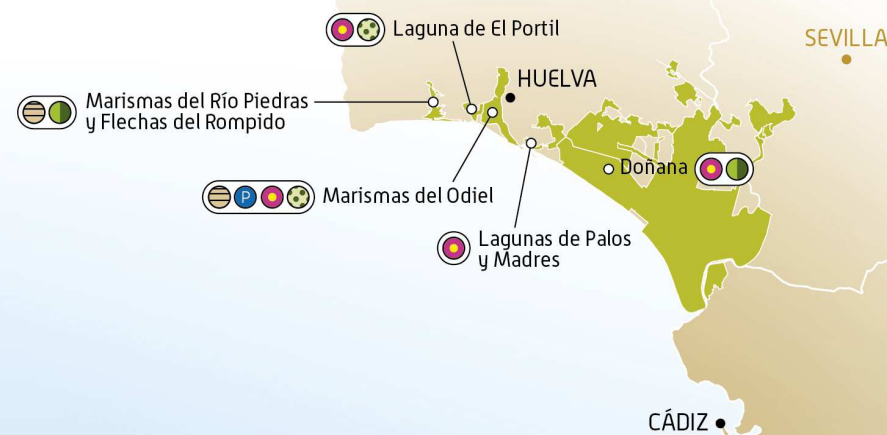 Laguna de El Portil
SEVILLA
HUELVA
Marismas del Río Piedras
y Flechas del Rompido
Doñana
P
Marismas del Odiel
Lagunas de Palos
y Madres
CÁDIZ